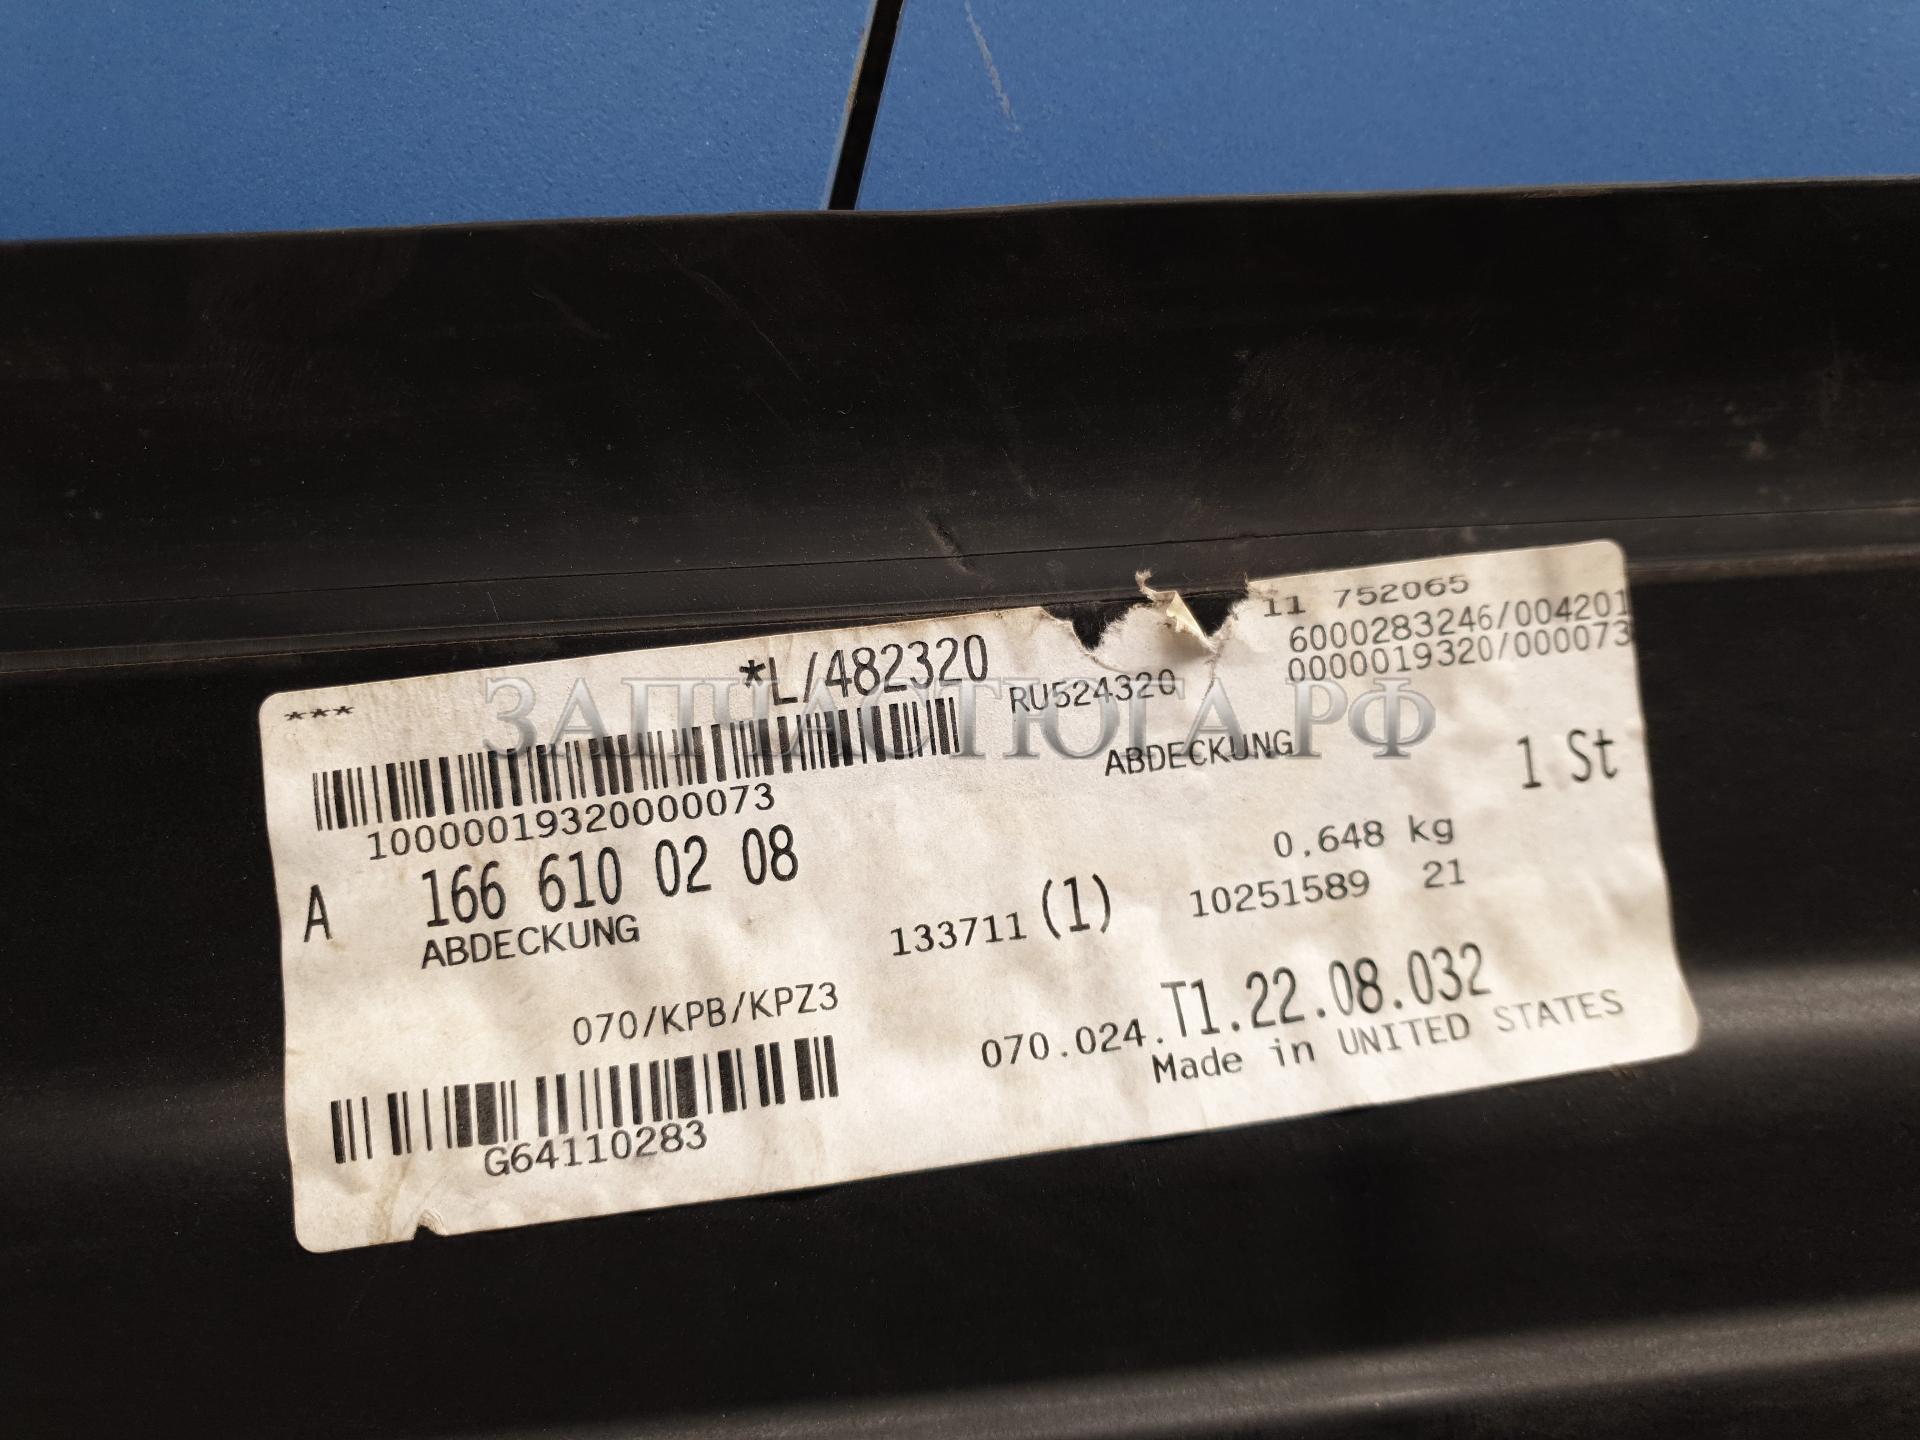 11 752065
6000283246/004201
0000019320/000073
*** *L/482320 RU524320
ЗАПЧАСТЮГА.РФ
ABDECKUNG 1 St
10000019320000073
A 166 610 02 08
ABDECKUNG
0.648 kg
133711 (1) 10251589 21
070/KPB/KPZ3
070.024.T1.22.08.032
Made in UNITED STATES
G64110283